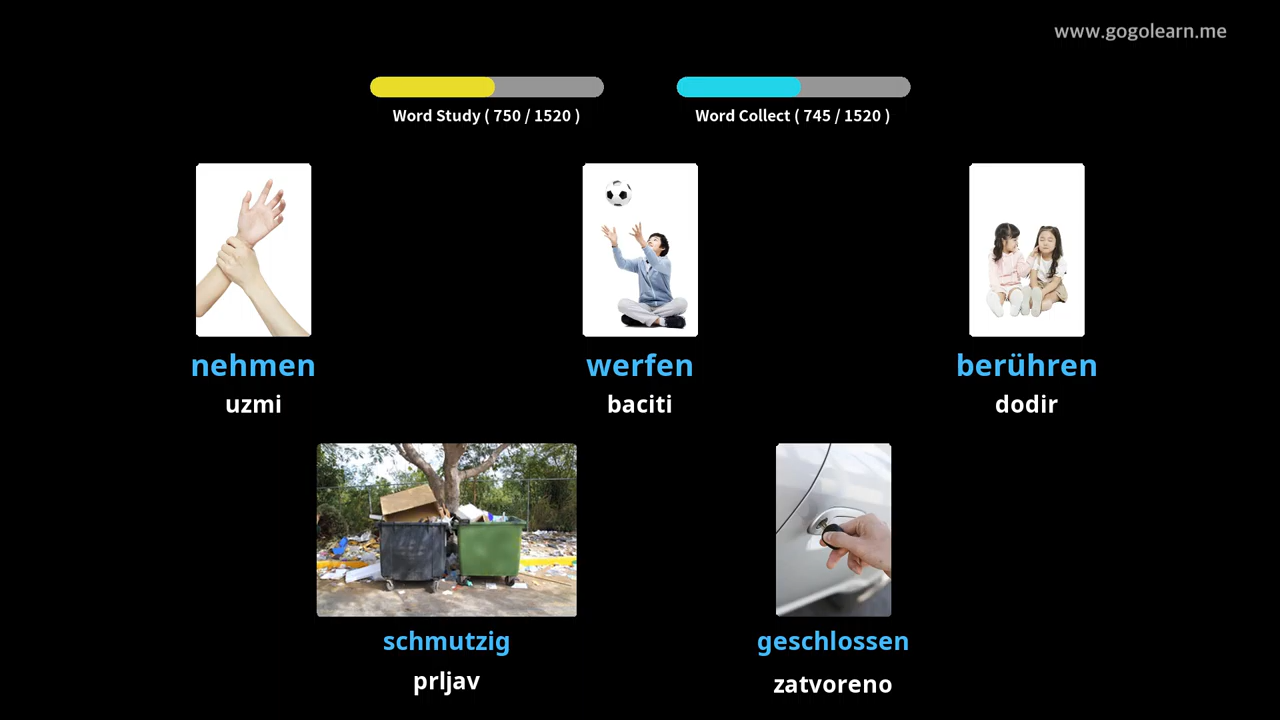 www.gogolearn.me
Word Study ( 750 / 1520 )
Word Collect ( 745 / 1520 )
nehmen
uzmi
werfen
baciti
berühren
dodir
schmutzig
prljav
geschlossen
zatvoreno